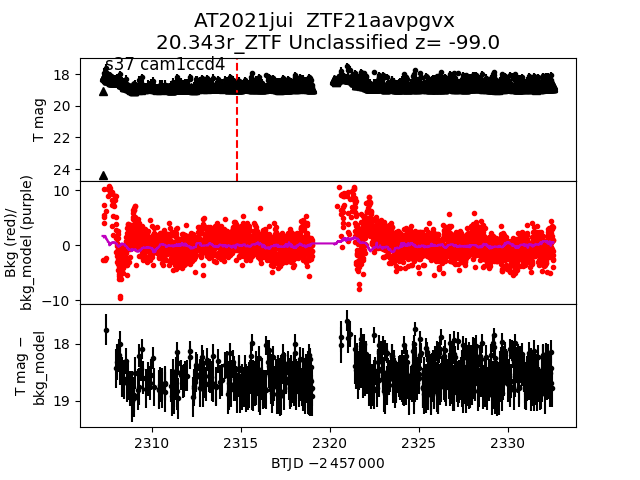 AT2021jui  ZTF21aavpgvx
20.343r_ZTF Unclassified z= -99.0
s37 cam1ccd4
T mag
18
20
22
24
Bkg (red)/
bkg_model (purple)
10
0
−10
T mag −
bkg_model
18
19
2310 2315 2320 2325 2330
BTJD −2 457 000